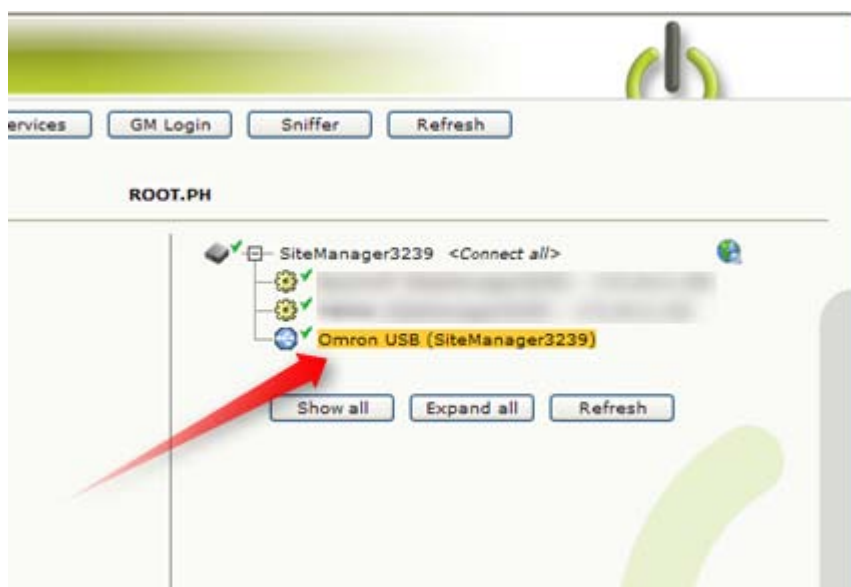 ervices GM Login Sniffer Refresh
ROOT.PH
SiteManager3239 <Connect all>
Omron USB (SiteManager3239)
Show all Expand all Refresh